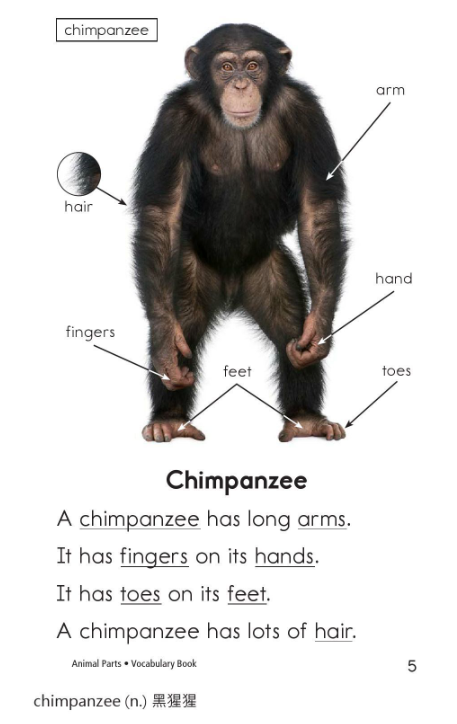 chimpanzee
arm
hair
hand
fingers
feet
toes
Chimpanzee
A chimpanzee has long arms.
It has fingers on its hands.
It has toes on its feet.
A chimpanzee has lots of hair.
Animal Parts • Vocabulary Book
5
chimpanzee (n.) 黑猩猩